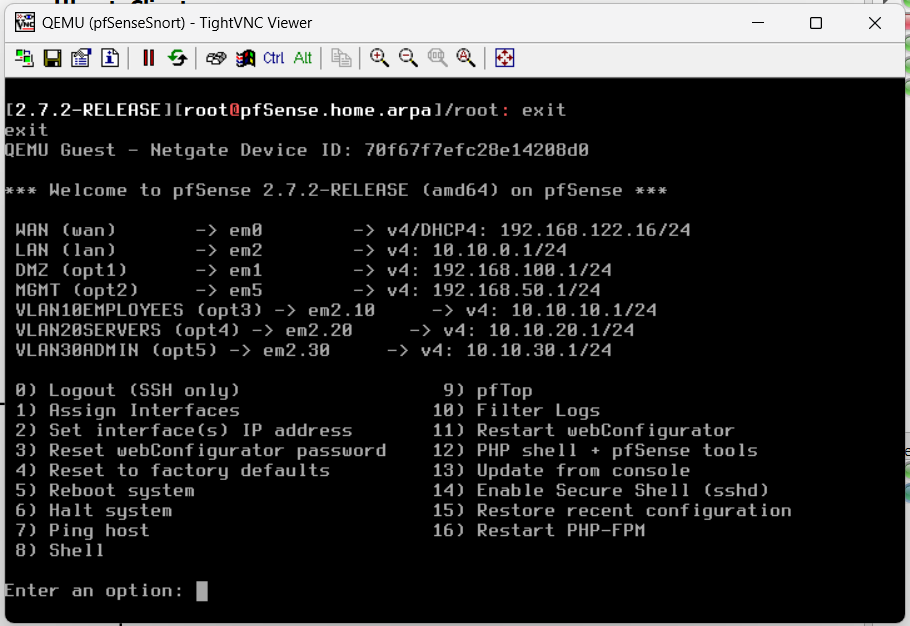 QEMU (pfSenseSnort) - TightVNC Viewer
Ctrl Alt
[2.7.2-RELEASE][root@pfSense.home.arpa]/root: exit
exit
QEMU Guest - Netgate Device ID: 70f67f7efc28e14208d0
*** Welcome to pfSense 2.7.2-RELEASE (amd64) on pfSense ***
WAN (wan) -> em0 -> v4/DHCP4: 192.168.122.16/24
LAN (lan) -> em2 -> v4: 10.10.0.1/24
DMZ (opt1) -> em1 -> v4: 192.168.100.1/24
MGMT (opt2) -> em5 -> v4: 192.168.50.1/24
VLAN10EMPLOYEES (opt3) -> em2.10 -> v4: 10.10.10.1/24
VLAN20SERVERS (opt4) -> em2.20 -> v4: 10.10.20.1/24
VLAN30ADMIN (opt5) -> em2.30 -> v4: 10.10.30.1/24
0) Logout (SSH only) 9) pfTop
1) Assign Interfaces 10) Filter Logs
2) Set interface(s) IP address 11) Restart webConfigurator
3) Reset webConfigurator password 12) PHP shell + pfSense tools
4) Reset to factory defaults 13) Update from console
5) Reboot system 14) Enable Secure Shell (sshd)
6) Halt system 15) Restore recent configuration
7) Ping host 16) Restart PHP-FPM
8) Shell
Enter an option: